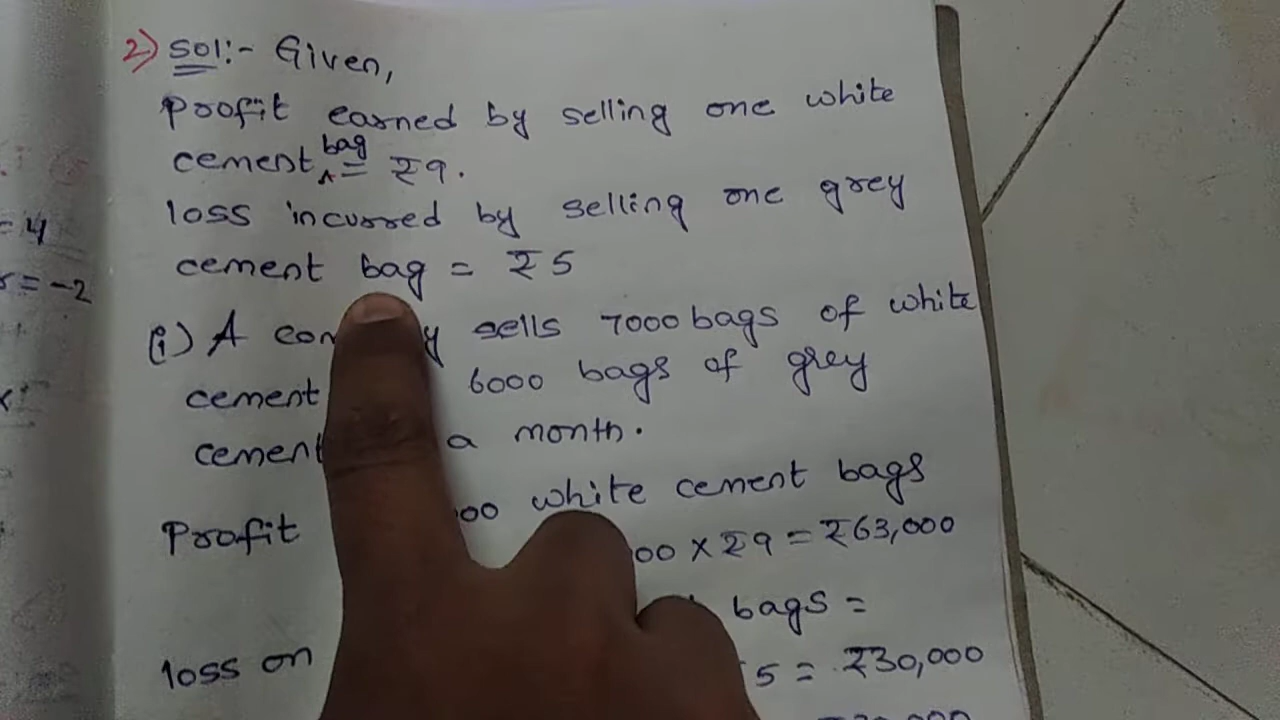 2) Sol:- Given,
Profit earned by selling one white
cement bag = ₹9.
loss incurred by selling one grey
cement bag = ₹5
(i) A sells 7000 bags of white
cement 6000 bags of grey
cement a month.
Profit white cement bags
× ₹9 = ₹63,000
bags =
loss on 5 = ₹30,000
= 4
r = -2